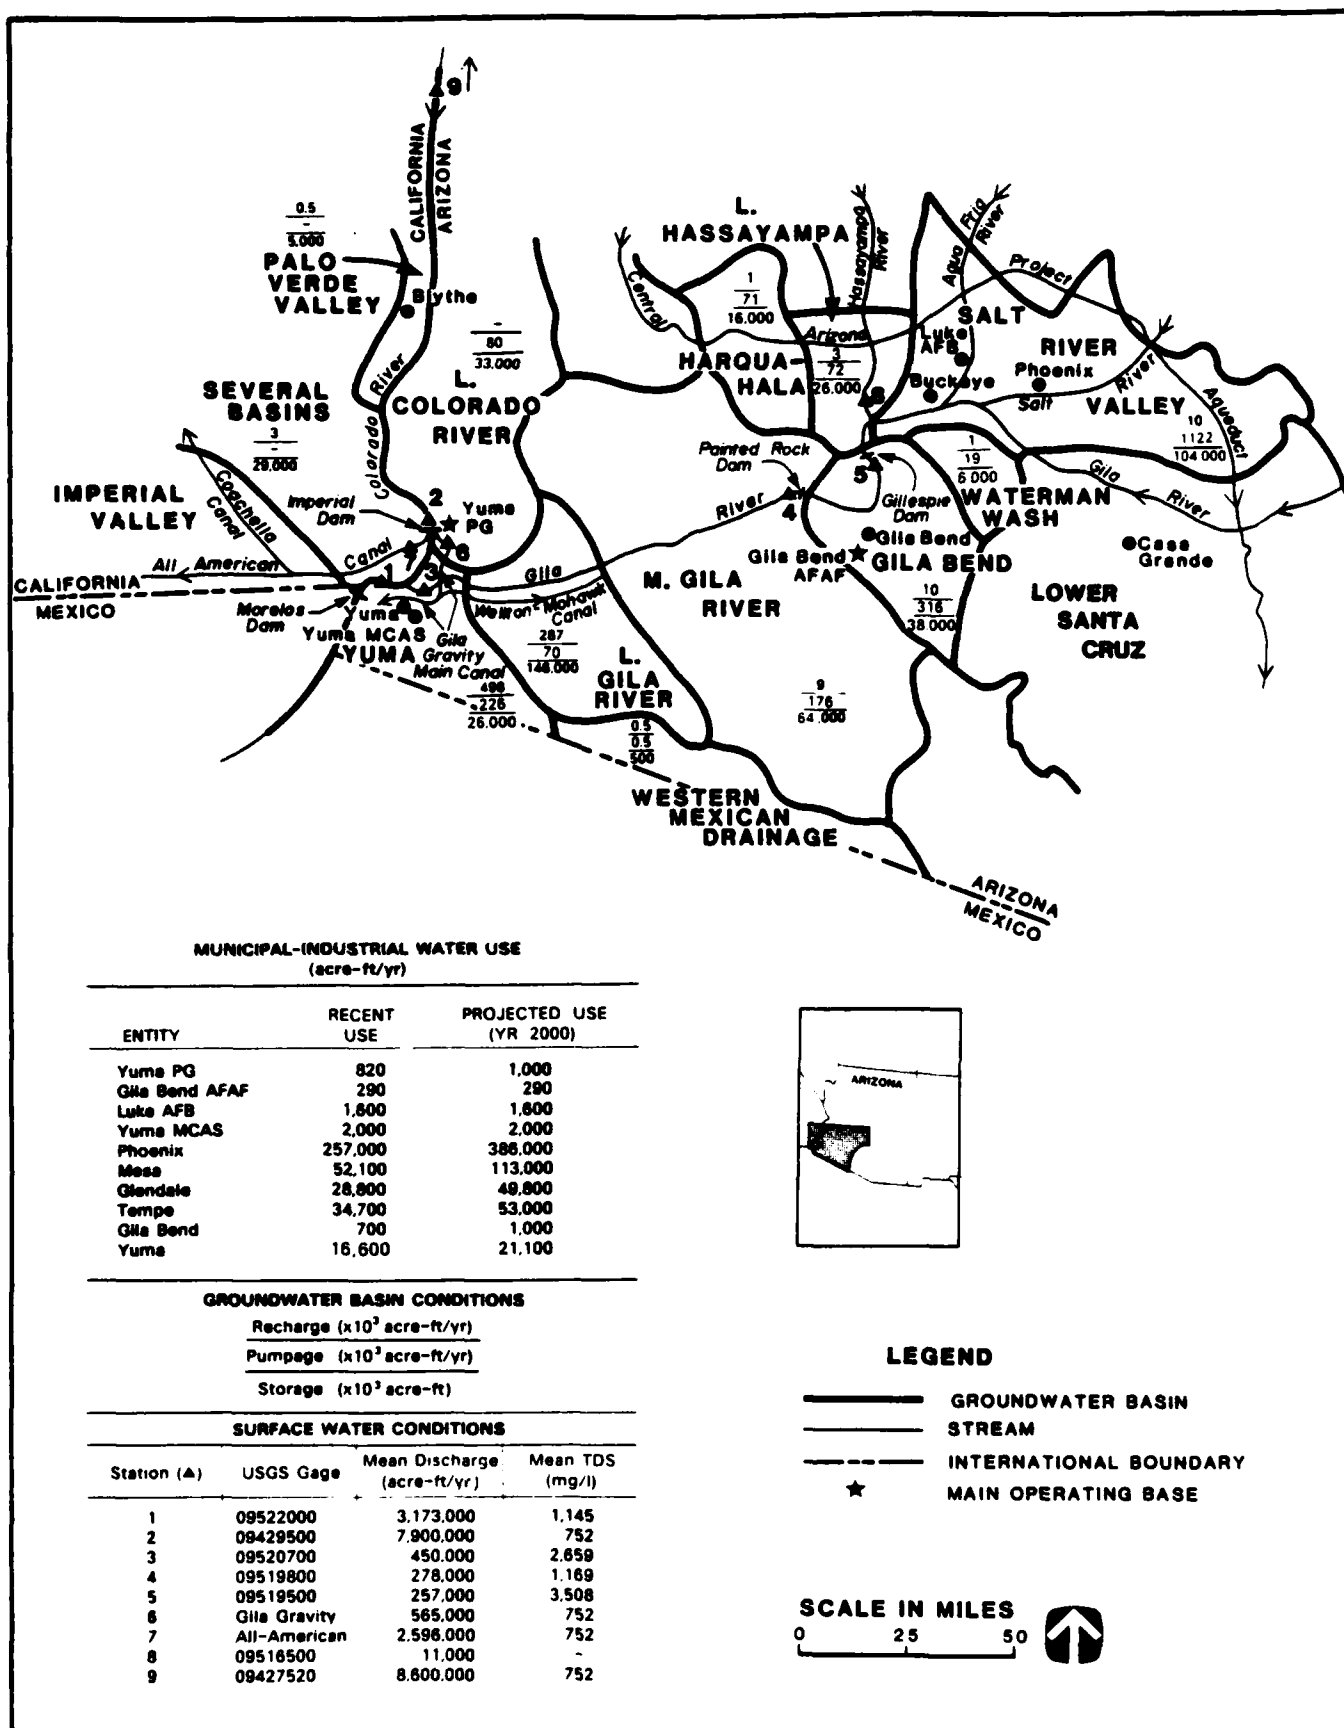 9
CALIFORNIA
ARIZONA
0.5
-
5.000
PALO
VERDE
VALLEY
Blythe
-
80
33.000
L.
COLORADO
RIVER
Colorado River
SEVERAL
BASINS
3
-
29,000
IMPERIAL
VALLEY
Coachella
Canal
Imperial
Dam
2
Yuma
PG
6
All American
Canal
CALIFORNIA
MEXICO
Morelos
Dam
1
3
Yuma
Yuma MCAS
YUMA
Gila
Gravity
Main Canal
498
226
26.000
Gila
River
Wellton-Mohawk
Canal
287
70
146.000
L.
GILA
RIVER
0.5
0.5
500
WESTERN
MEXICAN
DRAINAGE
M. GILA
RIVER
9
176
64,000
L.
HASSAYAMPA
Hassayampa
River
Agua Fria
River
Central
Arizona
Project
Aqueduct
1
71
16.000
HARQUA-
HALA
3
72
26.000
8
Luke
AFB
Buckeye
SALT
RIVER
VALLEY
Phoenix
Salt
River
10
1122
104 000
Painted Rock
Dam
4
5
Gillespie
Dam
1
19
6 000
WATERMAN
WASH
Gila
River
Gila Bend
Gila Bend
AFAF
GILA BEND
10
316
38 000
Casa
Grande
LOWER
SANTA
CRUZ
ARIZONA
MEXICO
MUNICIPAL-INDUSTRIAL WATER USE
(acre-ft/yr)
ENTITY RECENT USE PROJECTED USE (YR 2000)
Yuma PG 820 1,000
Gila Bend AFAF 290 290
Luke AFB 1,600 1,600
Yuma MCAS 2,000 2,000
Phoenix 257,000 386,000
Mesa 52,100 113,000
Glendale 28,800 49,800
Tempe 34,700 53,000
Gila Bend 700 1,000
Yuma 16,600 21,100
GROUNDWATER BASIN CONDITIONS
Recharge (x10³ acre-ft/yr)
Pumpage (x10³ acre-ft/yr)
Storage (x10³ acre-ft)
SURFACE WATER CONDITIONS
Station (▲) USGS Gage Mean Discharge (acre-ft/yr) Mean TDS (mg/l)
1 09522000 3,173,000 1,145
2 09429500 7,900,000 752
3 09520700 450,000 2,659
4 09519800 278,000 1,169
5 09519500 257,000 3,508
6 Gila Gravity 565,000 752
7 All-American 2,596,000 752
8 09516500 11,000 -
9 09427520 8,600,000 752
ARIZONA
LEGEND
GROUNDWATER BASIN
STREAM
INTERNATIONAL BOUNDARY
★ MAIN OPERATING BASE
SCALE IN MILES
0 25 50